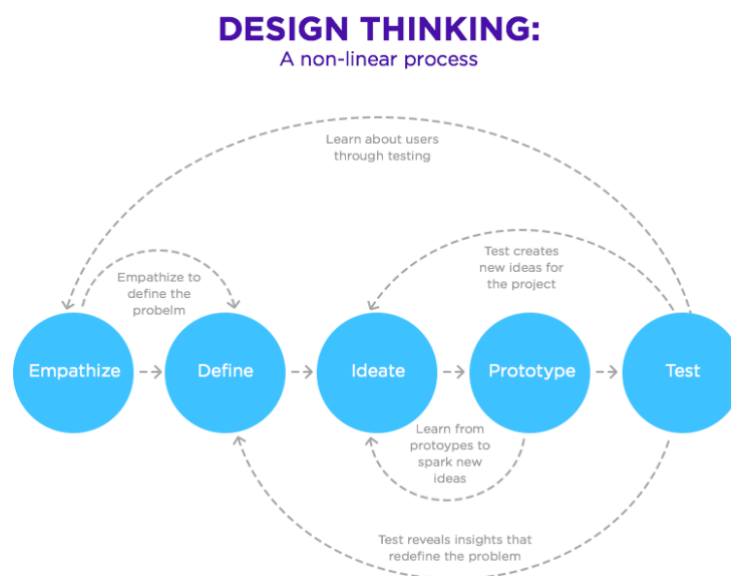 DESIGN THINKING:
A non-linear process
Learn about users
through testing
Test creates
new ideas for
the project
Empathize to
define the
probelm
Empathize
Define
Ideate
Prototype
Test
Learn from
protoypes to
spark new
ideas
Test reveals insights that
redefine the problem